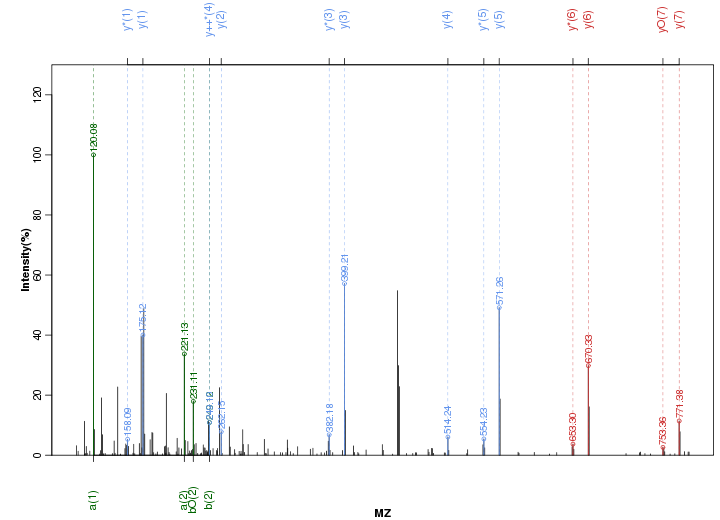 y*(1)
y(1)
y++*(4)
y(2)
y*(3)
y(3)
y(4)
y*(5)
y(5)
y*(6)
y(6)
yO(7)
y(7)
Intensity(%)
0
20
40
60
80
100
120
120.08
158.09
175.12
221.13
231.11
249.12
262.15
382.18
399.21
514.24
554.23
571.26
653.30
670.33
753.36
771.38
a(1)
a(2)
bO(2)
b(2)
MZ